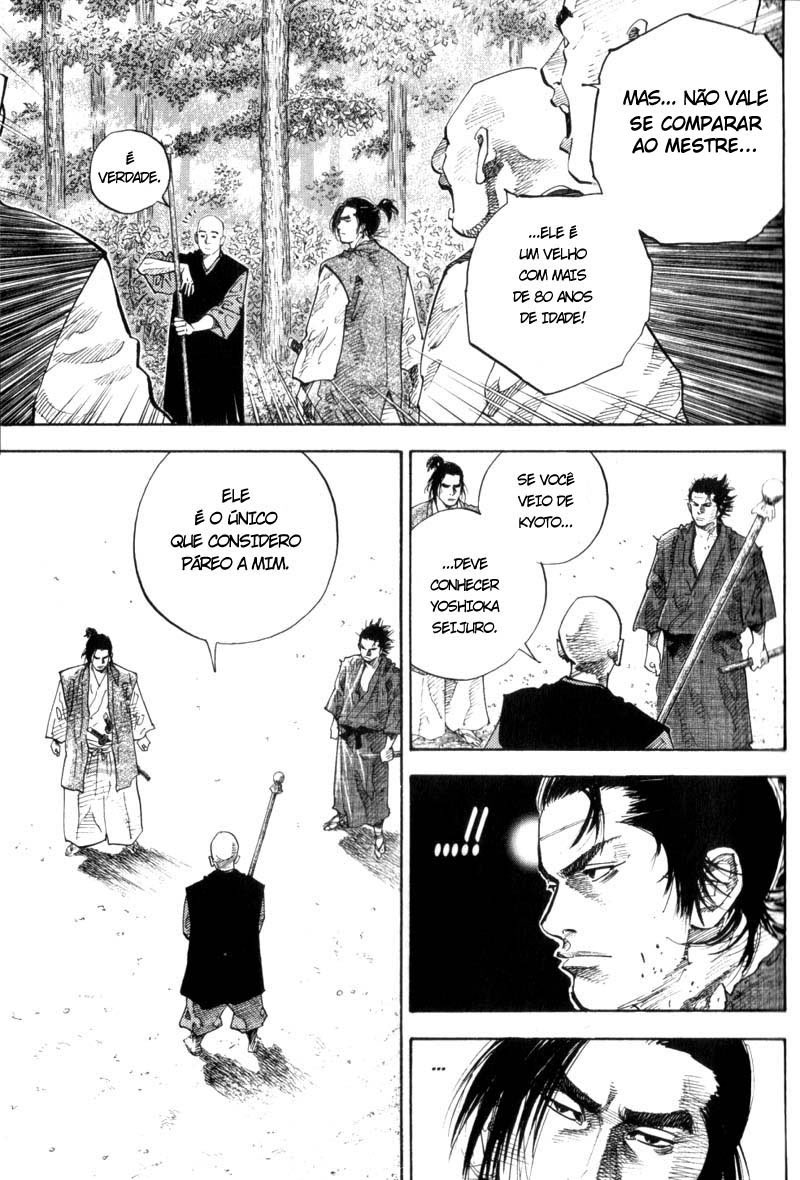 MAS... NÃO VALE
SE COMPARAR
AO MESTRE...
...ELE É
UM VELHO
COM MAIS
DE 80 ANOS
DE IDADE!
É
VERDADE.
SE VOCÊ
VEIO DE
KYOTO...
...DEVE
CONHECER
YOSHIOKA
SEIJURO.
.....!!
...
ELE
É O ÚNICO
QUE CONSIDERO
PÁREO A MIM.